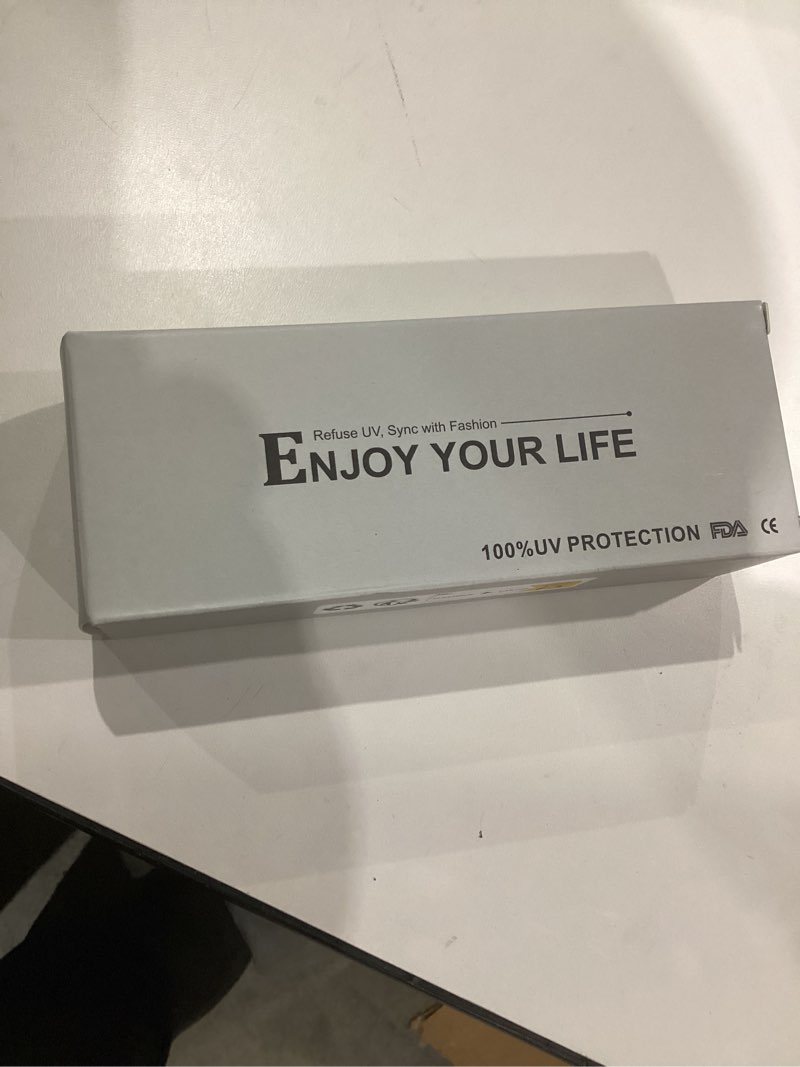 Refuse UV, Sync with Fashion
ENJOY YOUR LIFE
100%UV PROTECTION FDA CE